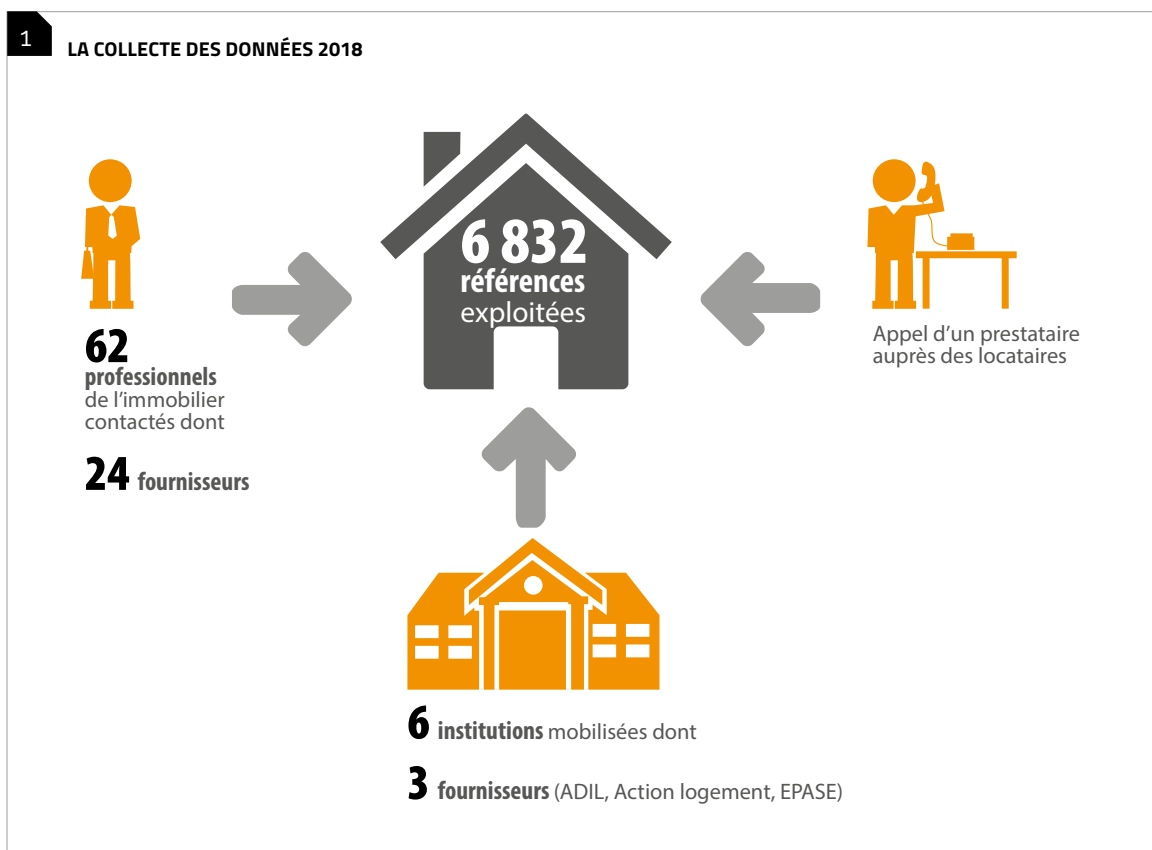 1
LA COLLECTE DES DONNÉES 2018
6 832
références
exploitées
62
professionnels
de l’immobilier
contactés dont
24 fournisseurs
Appel d’un prestataire
auprès des locataires
6 institutions mobilisées dont
3 fournisseurs (ADIL, Action logement, EPASE)